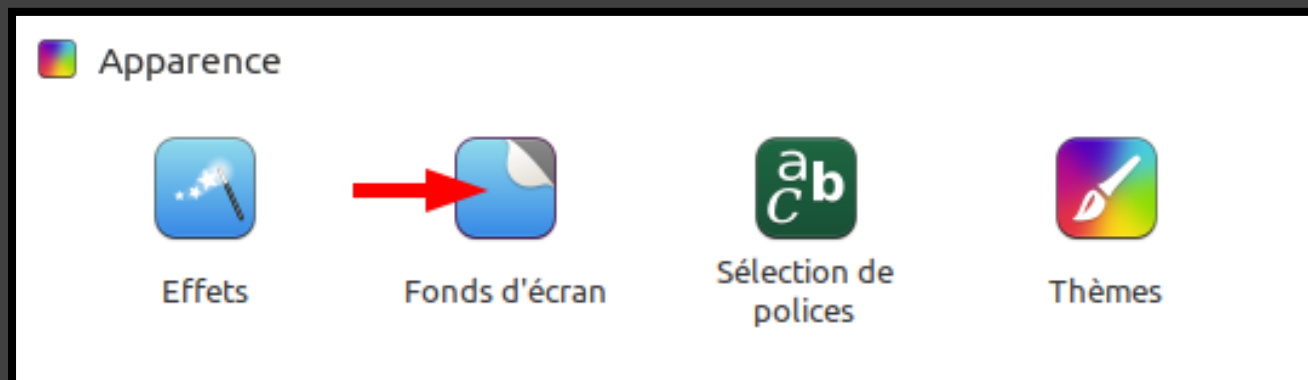 Apparence
a
b
c
Effets
Fonds d'écran
Sélection de
polices
Thèmes